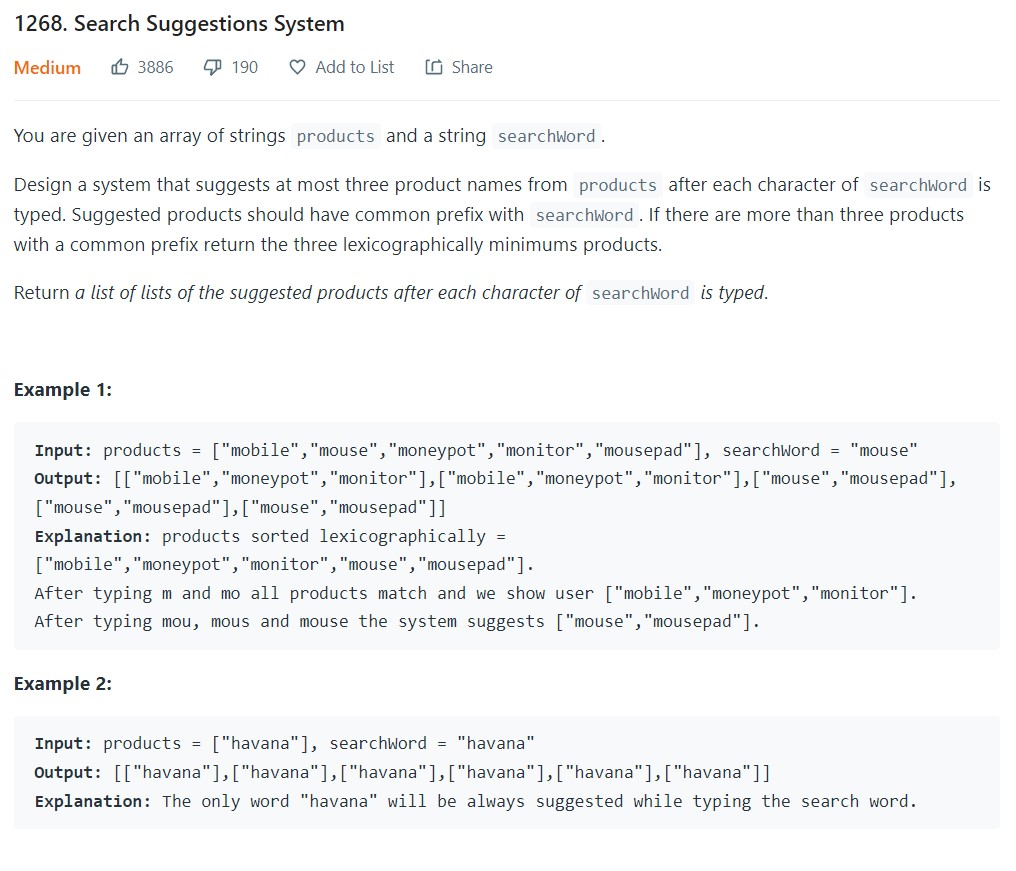 1268. Search Suggestions System
Medium 3886 190 Add to List Share
You are given an array of strings products and a string searchWord.
Design a system that suggests at most three product names from products after each character of searchWord is
typed. Suggested products should have common prefix with searchWord. If there are more than three products
with a common prefix return the three lexicographically minimums products.
Return a list of lists of the suggested products after each character of searchWord is typed.
Example 1:
Input: products = ["mobile","mouse","moneypot","monitor","mousepad"], searchWord = "mouse"
Output: [["mobile","moneypot","monitor"],["mobile","moneypot","monitor"],["mouse","mousepad"],
["mouse","mousepad"],["mouse","mousepad"]]
Explanation: products sorted lexicographically =
["mobile","moneypot","monitor","mouse","mousepad"].
After typing m and mo all products match and we show user ["mobile","moneypot","monitor"].
After typing mou, mous and mouse the system suggests ["mouse","mousepad"].
Example 2:
Input: products = ["havana"], searchWord = "havana"
Output: [["havana"],["havana"],["havana"],["havana"],["havana"],["havana"]]
Explanation: The only word "havana" will be always suggested while typing the search word.